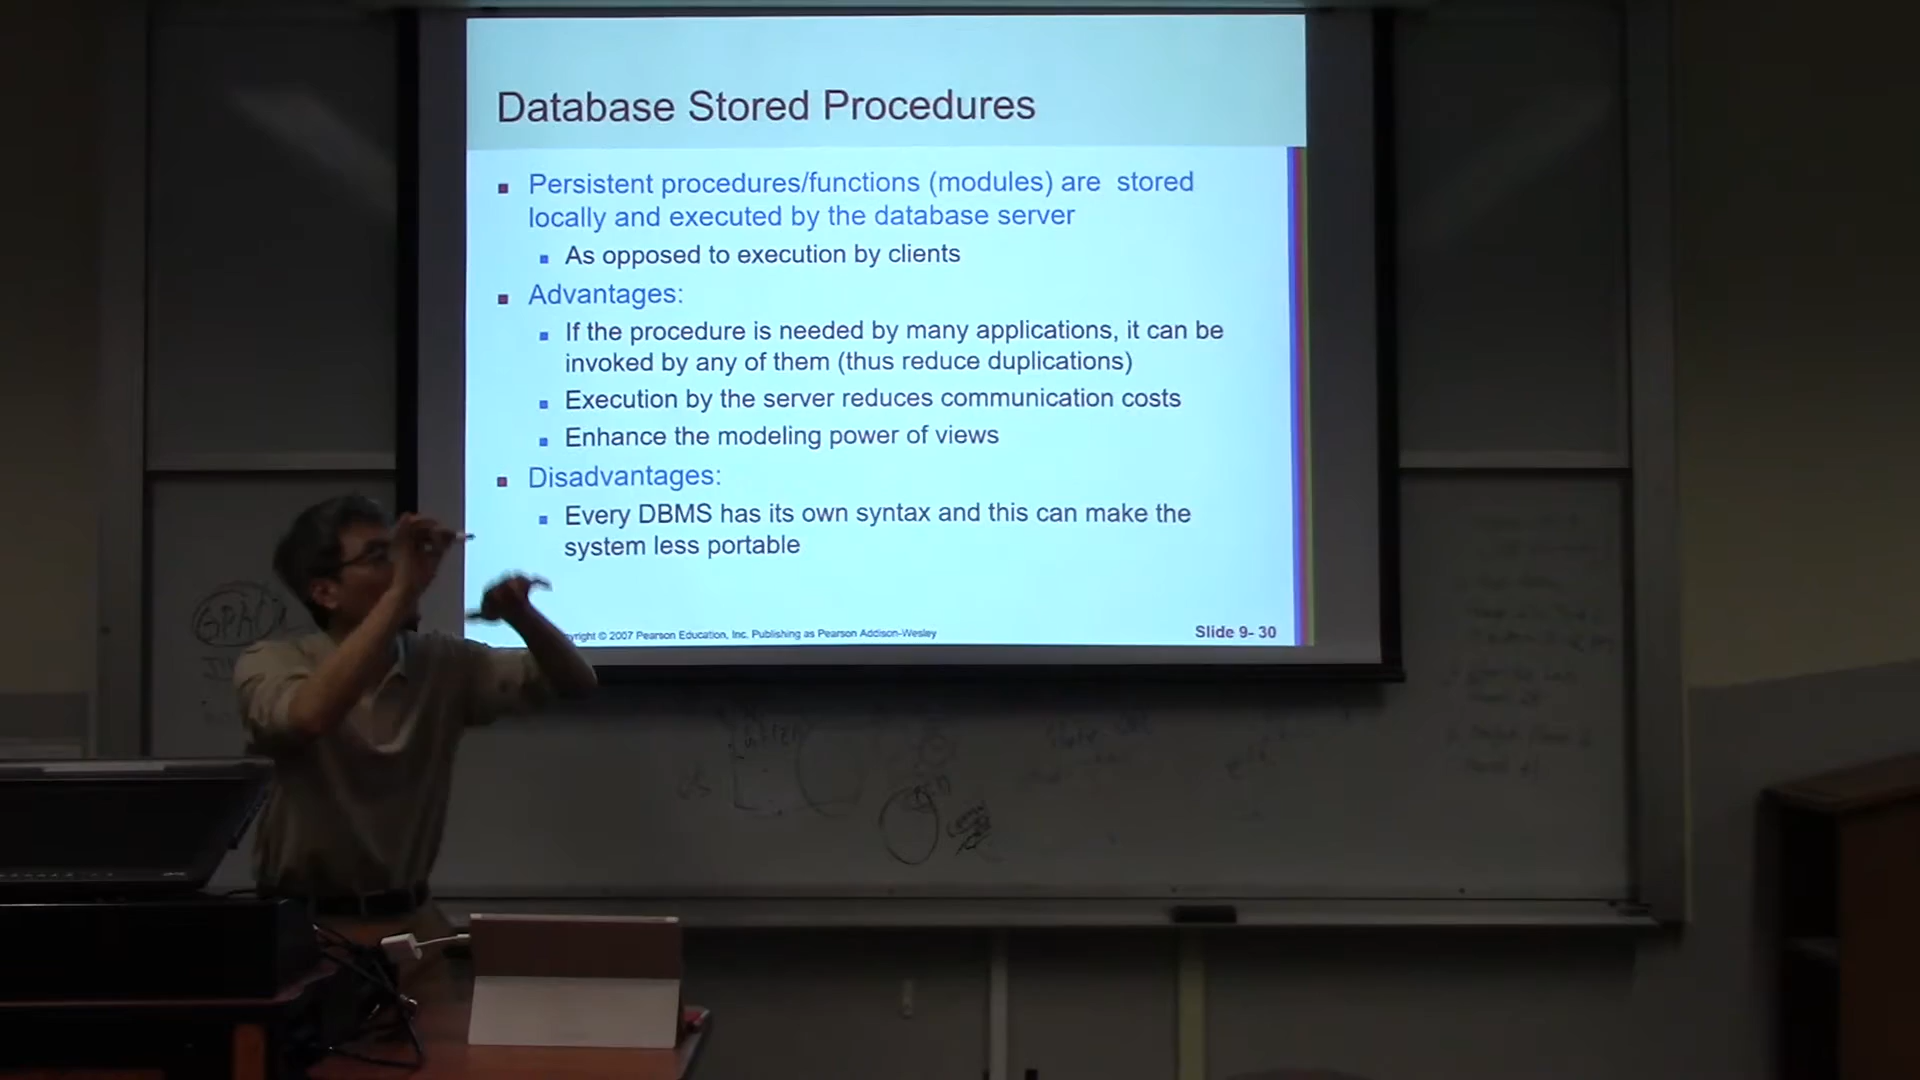 Database Stored Procedures
Persistent procedures/functions (modules) are stored
locally and executed by the database server
As opposed to execution by clients
Advantages:
If the procedure is needed by many applications, it can be
invoked by any of them (thus reduce duplications)
Execution by the server reduces communication costs
Enhance the modeling power of views
Disadvantages:
Every DBMS has its own syntax and this can make the
system less portable
© 2007 Pearson Education, Inc. Publishing as Pearson Addison-Wesley
Slide 9- 30